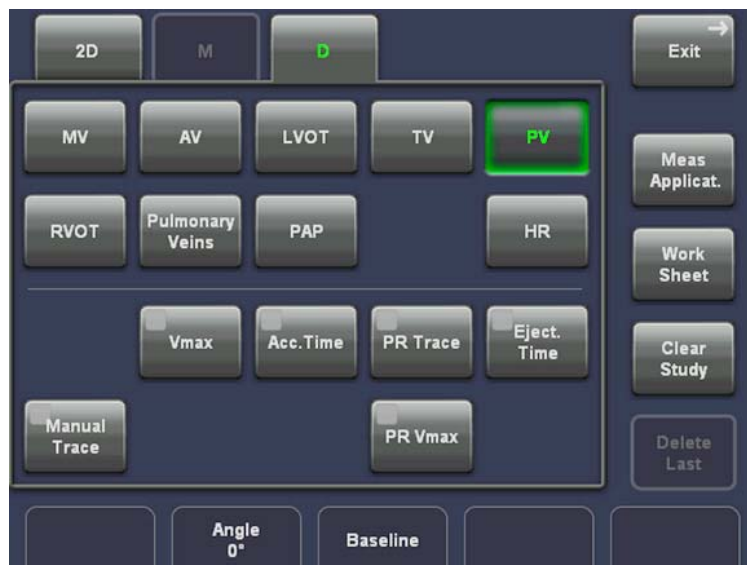 2D
M
D
Exit
MV
AV
LVOT
TV
PV
Meas
Applicat.
RVOT
Pulmonary
Veins
PAP
HR
Work
Sheet
Vmax
Acc.Time
PR Trace
Eject.
Time
Clear
Study
Manual
Trace
PR Vmax
Delete
Last
Angle
0°
Baseline